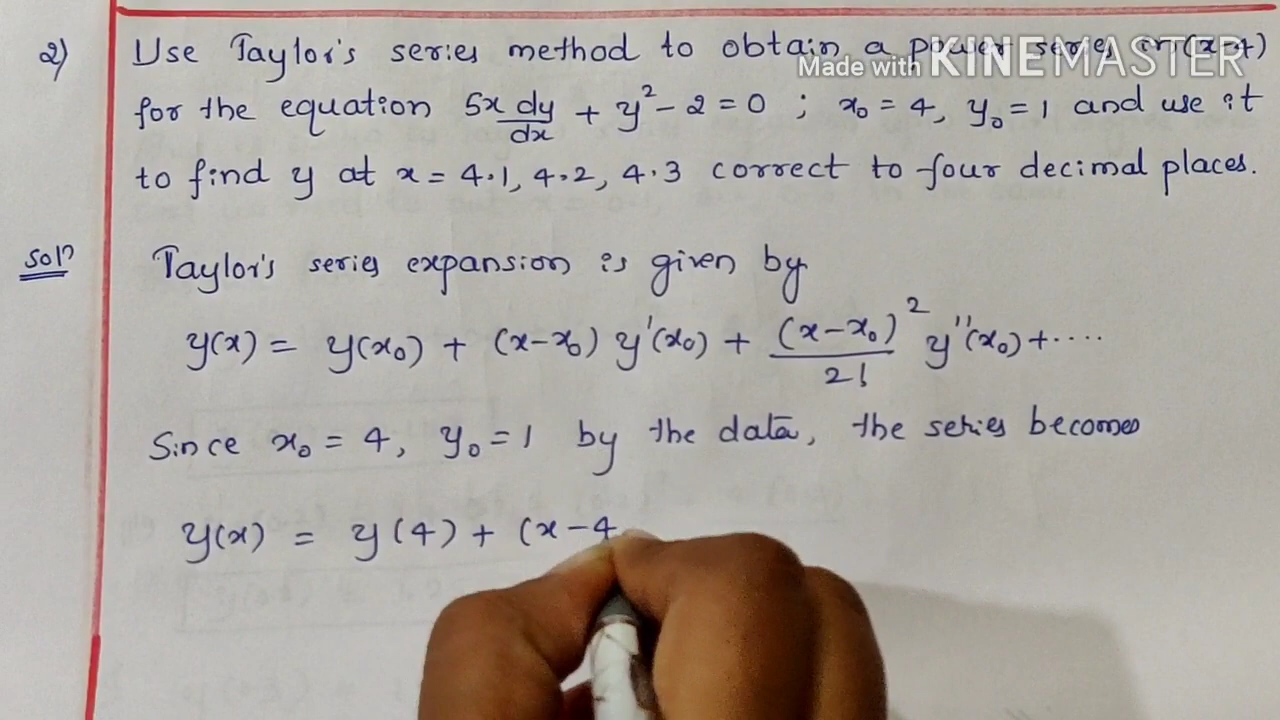 2) Use Taylor's series method to obtain a power series in (x-4)
Made with KINEMASTER
for the equation 5x dy/dx + y² - 2 = 0 ; x₀ = 4, y₀ = 1 and use it
to find y at x = 4.1, 4.2, 4.3 correct to four decimal places.
Solⁿ Taylor's series expansion is given by
y(x) = y(x₀) + (x-x₀) y'(x₀) + (x-x₀)²/2! y''(x₀) + ....
Since x₀ = 4, y₀ = 1 by the data, the series becomes
y(x) = y(4) + (x-4